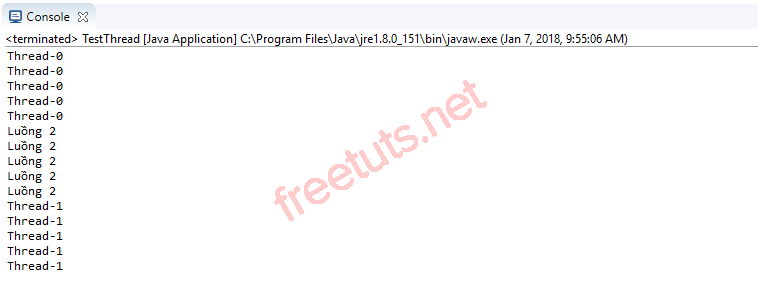 Console
<terminated> TestThread [Java Application] C:\Program Files\Java\jre1.8.0_151\bin\javaw.exe (Jan 7, 2018, 9:55:06 AM)
Thread-0
Thread-0
Thread-0
Thread-0
Thread-0
Luồng 2
Luồng 2
Luồng 2
Luồng 2
Luồng 2
Thread-1
Thread-1
Thread-1
Thread-1
Thread-1
freetuts.net